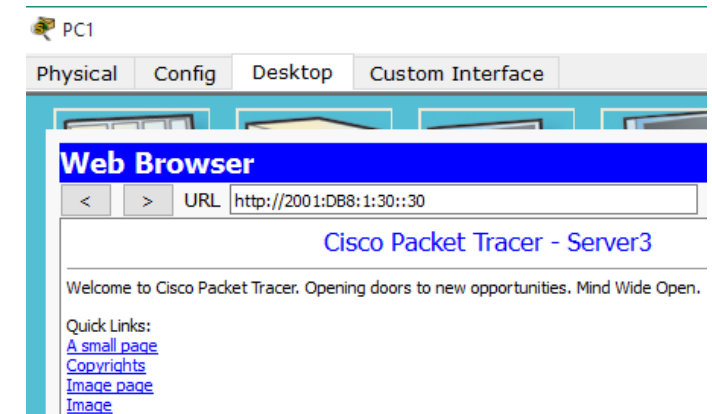 PC1
Physical Config Desktop Custom Interface
Web Browser
< > URL http://2001:DB8:1:30::30
Cisco Packet Tracer - Server3
Welcome to Cisco Packet Tracer. Opening doors to new opportunities. Mind Wide Open.
Quick Links:
A small page
Copyrights
Image page
Image